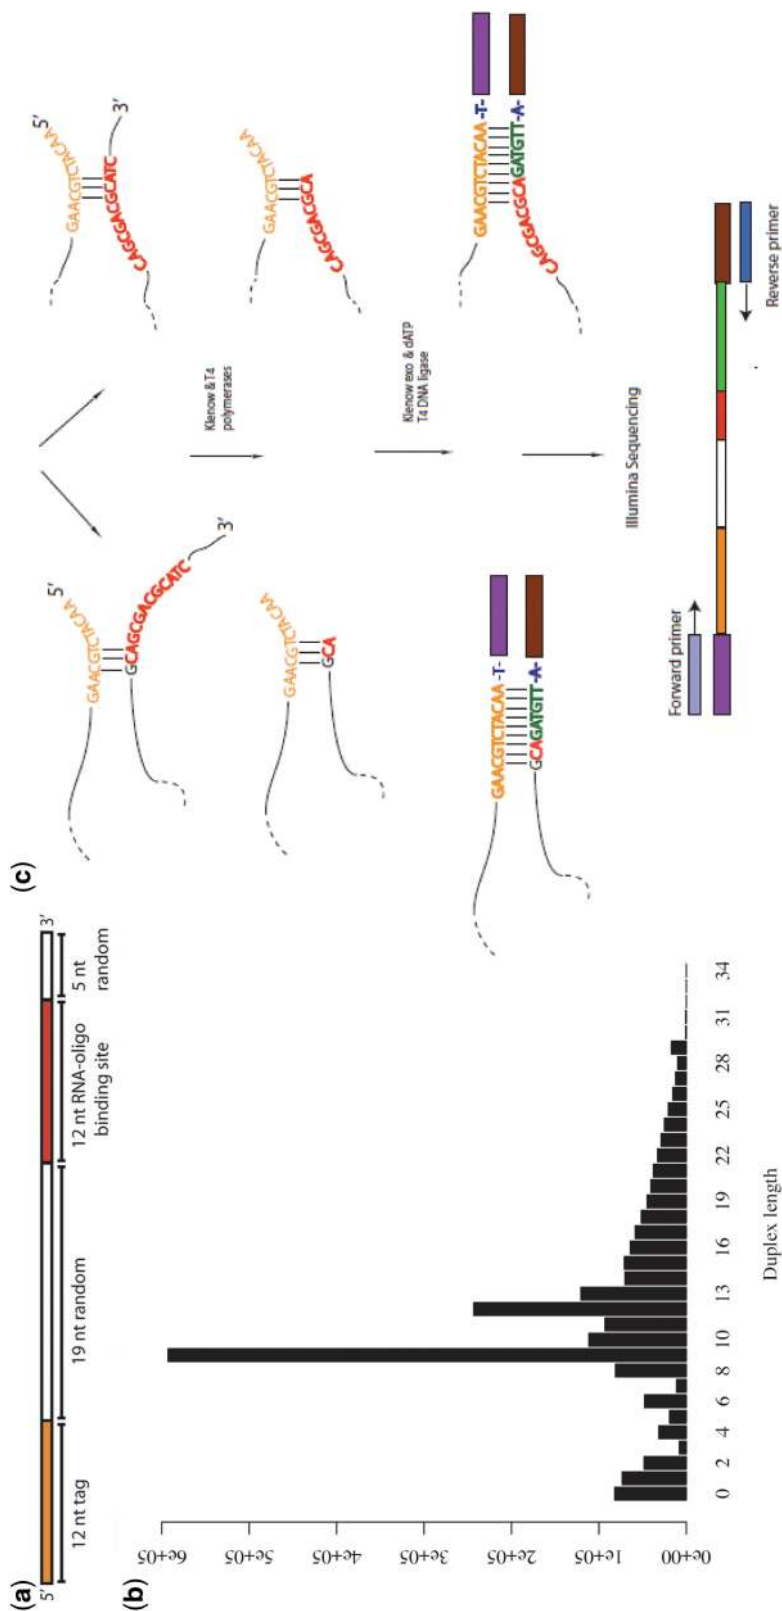 (a)
5'
3'
12 nt tag
19 nt random
12 nt RNA-oligo
binding site
5 nt
random
(b)
6e+05
5e+05
4e+05
3e+05
2e+05
1e+05
0e+00
0 2 4 6 8 10 13 16 19 22 25 28 31 34
Duplex length
(c)
5'
GAACGTCTACAA
GCAGCGACGCATC
3'
5'
GAACGTCTACAA
CAGCGACGCATC
3'
Klenow & T4
polymerases
GAACGTCTACAA
GCA
GAACGTCTACAA
CAGCGACGCA
Klenow exo & dATP
T4 DNA ligase
GAACGTCTACAA -T-
GCAGATGTT -A-
GAACGTCTACAA -T-
CAGCGACGCAGATGTT -A-
Illumina Sequencing
Forward primer
Reverse primer